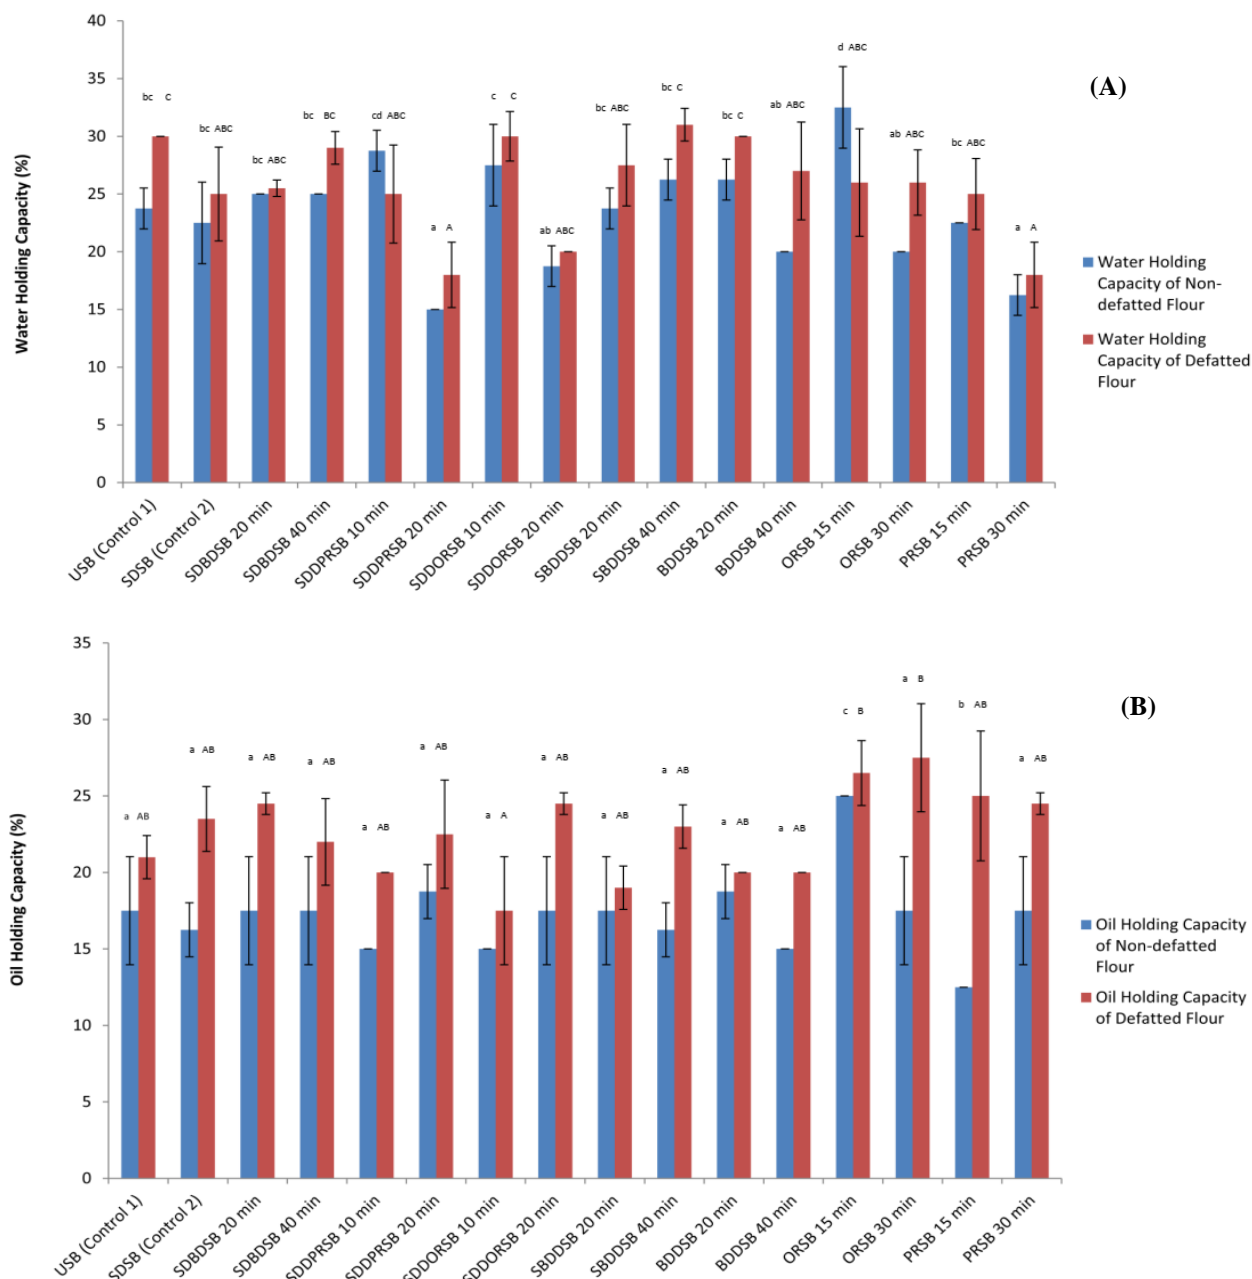 40
35
30
25
20
15
10
5
0
Water Holding Capacity (%)
bc C
bc ABC
bc ABC
bc BC
cd ABC
a A
c C
ab ABC
bc ABC
bc C
bc C
ab ABC
d ABC
ab ABC
bc ABC
a A
(A)
Water Holding
Capacity of Non-
defatted Flour
Water Holding
Capacity of Defatted
Flour
USB (Control 1)
SDSB (Control 2)
SDBDSB 20 min
SDBDSB 40 min
SDDPRSB 10 min
SDDPRSB 20 min
SDDORSB 10 min
SDDORSB 20 min
SBDDSB 20 min
SBDDSB 40 min
BDDSB 20 min
BDDSB 40 min
ORSB 15 min
ORSB 30 min
PRSB 15 min
PRSB 30 min
35
30
25
20
15
10
5
0
Oil Holding Capacity (%)
a AB
a AB
a AB
a AB
a AB
a AB
a A
a AB
a AB
a AB
a AB
a AB
c B
a B
b AB
a AB
(B)
Oil Holding Capacity
of Non-defatted
Flour
Oil Holding Capacity
of Defatted Flour
USB (Control 1)
SDSB (Control 2)
SDBDSB 20 min
SDBDSB 40 min
SDDPRSB 10 min
SDDPRSB 20 min
SDDORSB 10 min
SDDORSB 20 min
SBDDSB 20 min
SBDDSB 40 min
BDDSB 20 min
BDDSB 40 min
ORSB 15 min
ORSB 30 min
PRSB 15 min
PRSB 30 min